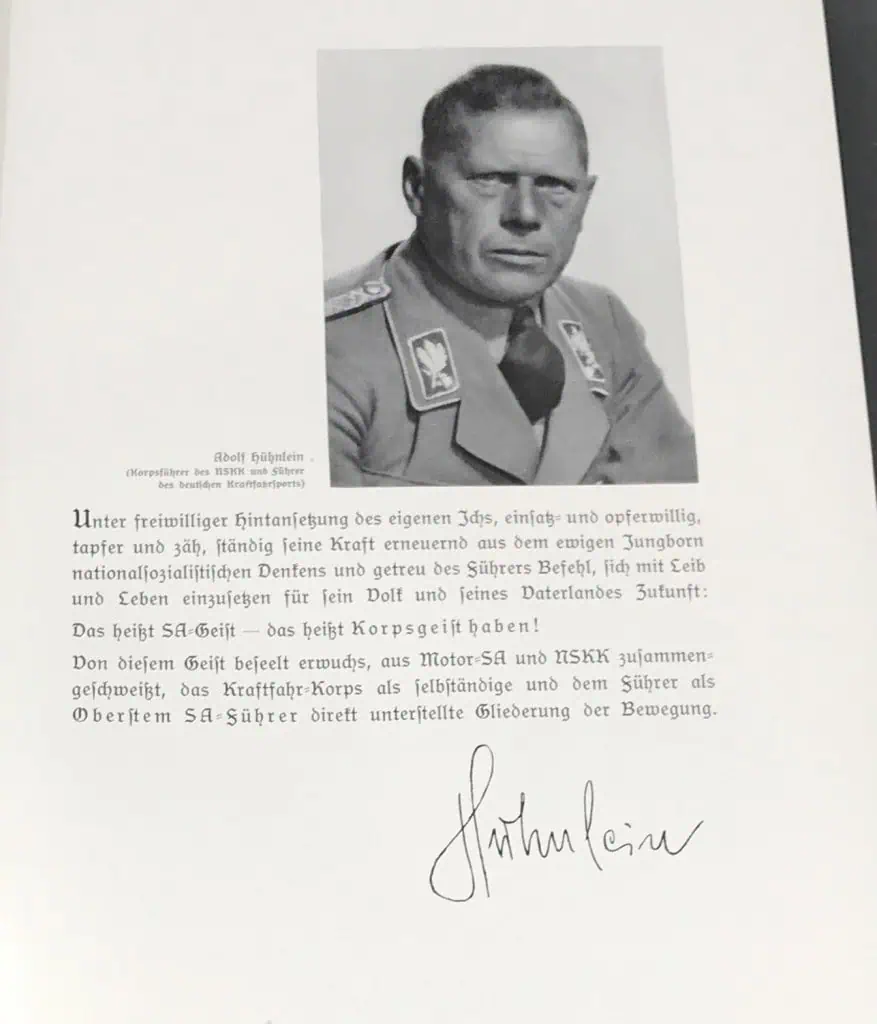 Adolf Hühnlein
(Korpsführer des NSKK und Führer
des deutschen Kraftfahrsports)
Unter freiwilliger Hintansetzung des eigenen Ichs, einsatz- und opferwillig,
tapfer und zäh, ständig seine Kraft erneuernd aus dem ewigen Jungborn
nationalsozialistischen Denkens und getreu des Führers Befehl, sich mit Leib
und Leben einzusetzen für sein Volk und seines Vaterlandes Zukunft:
Das heißt SA-Geist — das heißt Korpsgeist haben!
Von diesem Geist beseelt erwuchs, aus Motor-SA und NSKK zusammen-
geschweißt, das Kraftfahr-Korps als selbständige und dem Führer als
Oberstem SA-Führer direkt unterstellte Gliederung der Bewegung.
Hühnlein